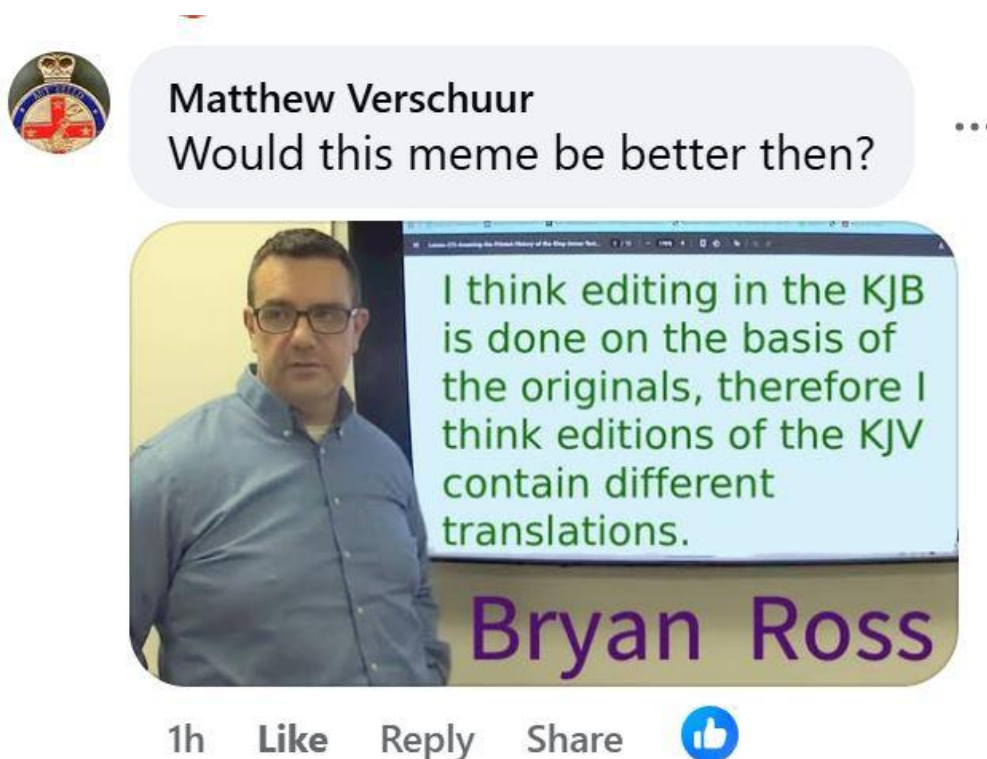 Matthew Verschuur
Would this meme be better then?
I think editing in the KJB
is done on the basis of
the originals, therefore I
think editions of the KJV
contain different
translations.
Bryan Ross
1h Like Reply Share